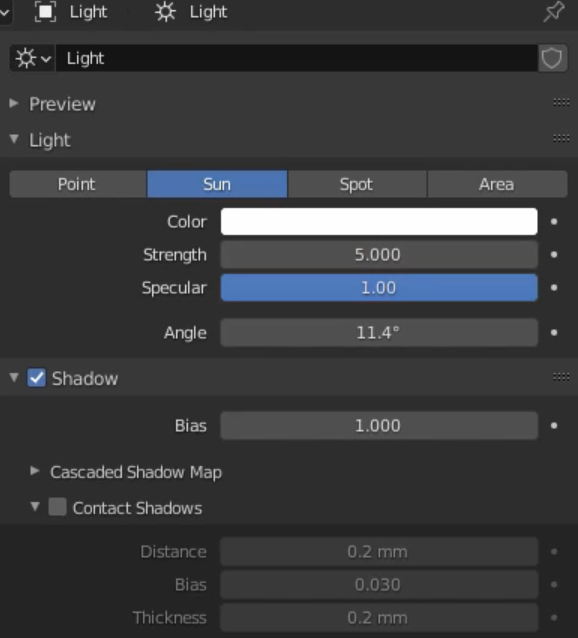 Light Light
Light
Preview
Light
Point Sun Spot Area
Color
Strength 5.000
Specular 1.00
Angle 11.4°
Shadow
Bias 1.000
Cascaded Shadow Map
Contact Shadows
Distance 0.2 mm
Bias 0.030
Thickness 0.2 mm